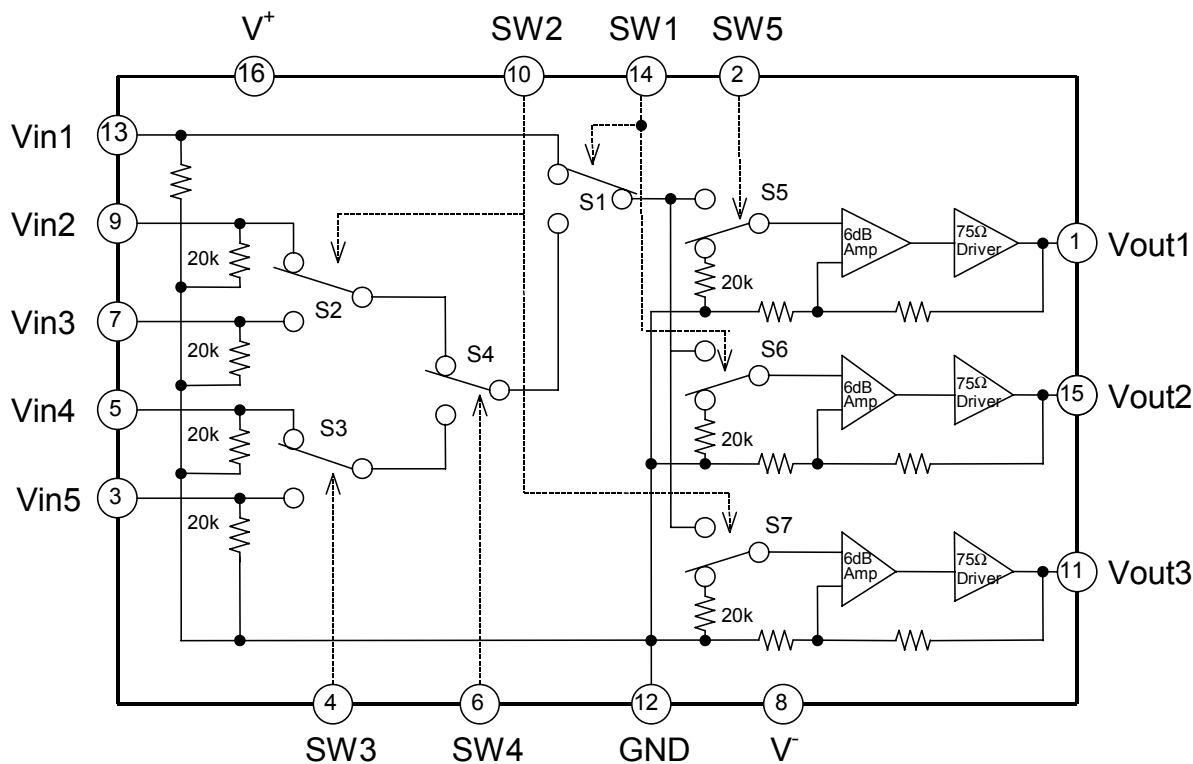 V+ SW2 SW1 SW5
16 10 14 2
Vin1 13
Vin2 9
20k
S2
Vin3 7
20k
S4
Vin4 5
20k
S3
Vin5 3
20k
S1
S5
6dB
Amp
75Ω
Driver
1 Vout1
20k
S6
6dB
Amp
75Ω
Driver
15 Vout2
20k
S7
6dB
Amp
75Ω
Driver
11 Vout3
20k
4 6 12 8
SW3 SW4 GND V-